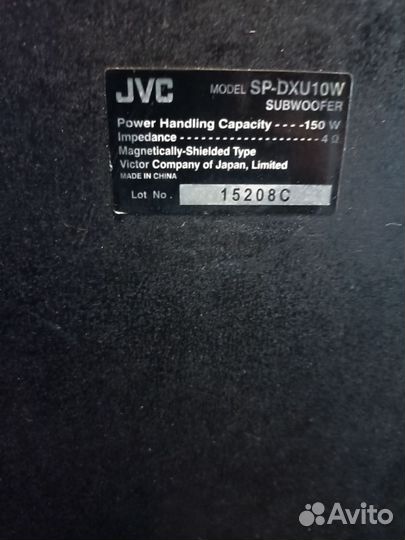 JVC MODEL SP-DXU10W
SUBWOOFER
Power Handling Capacity ----150 W
Impedance ------------ 4 Ω
Magnetically-Shielded Type
Victor Company of Japan, Limited
MADE IN CHINA
Lot No. 15208C
Avito